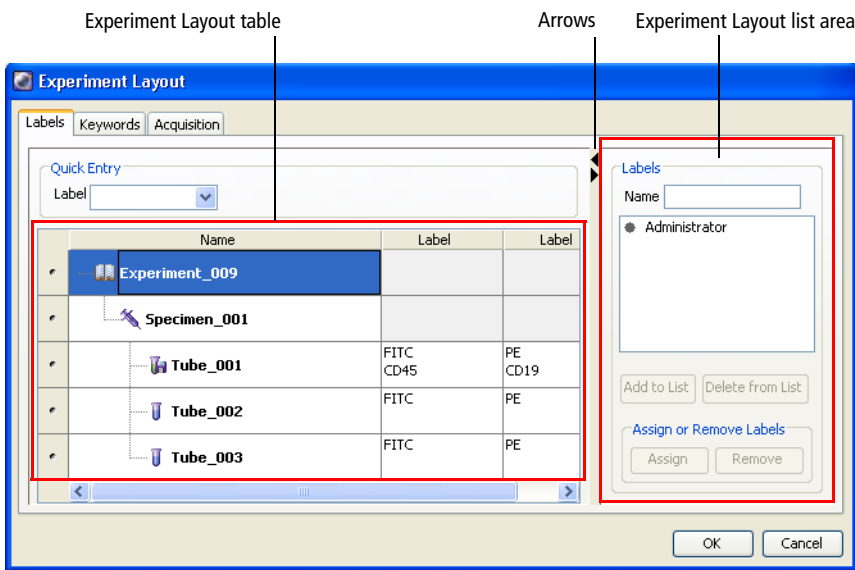 Experiment Layout table
Arrows
Experiment Layout list area
Experiment Layout
Labels
Keywords
Acquisition
Quick Entry
Label
Name Label Label
Experiment_009
Specimen_001
Tube_001
FITC
CD45
PE
CD19
Tube_002
FITC
PE
Tube_003
FITC
PE
Labels
Name
Administrator
Add to List
Delete from List
Assign or Remove Labels
Assign
Remove
OK
Cancel